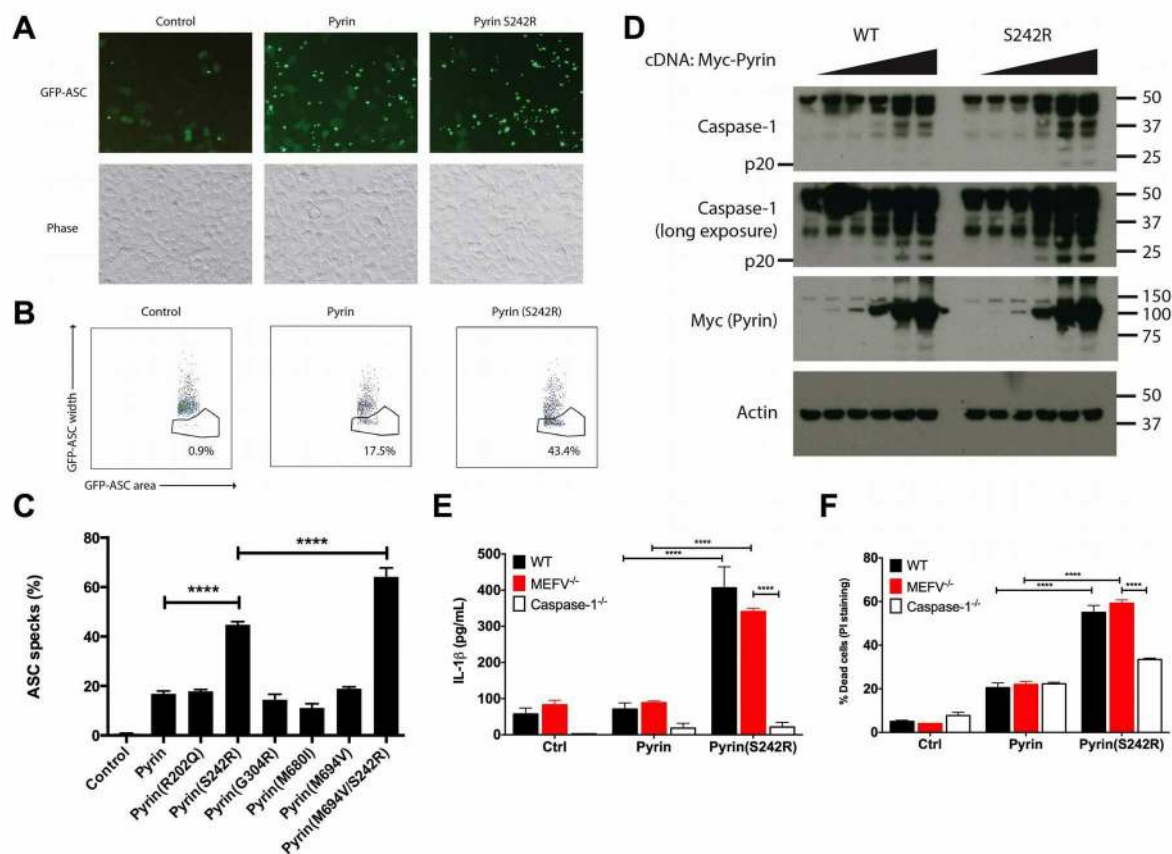 A
Control
Pyrin
Pyrin S242R
GFP-ASC
Phase
B
Control
Pyrin
Pyrin (S242R)
GFP-ASC width
0.9%
17.5%
43.4%
GFP-ASC area
C
ASC specks (%)
80
60
40
20
0
****
****
Control
Pyrin
Pyrin(R202Q)
Pyrin(S242R)
Pyrin(G304R)
Pyrin(M680I)
Pyrin(M694V)
Pyrin(M694V/S242R)
D
WT
S242R
cDNA: Myc-Pyrin
Caspase-1
p20
50
37
25
Caspase-1
(long exposure)
p20
50
37
25
Myc (Pyrin)
150
100
75
Actin
50
37
E
IL-1β (pg/mL)
500
400
300
200
100
0
WT
MEFV-/-
Caspase-1-/-
****
****
****
Ctrl
Pyrin
Pyrin(S242R)
F
% Dead cells (PI staining)
80
60
40
20
0
WT
MEFV-/-
Caspase-1-/-
****
****
****
Ctrl
Pyrin
Pyrin(S242R)